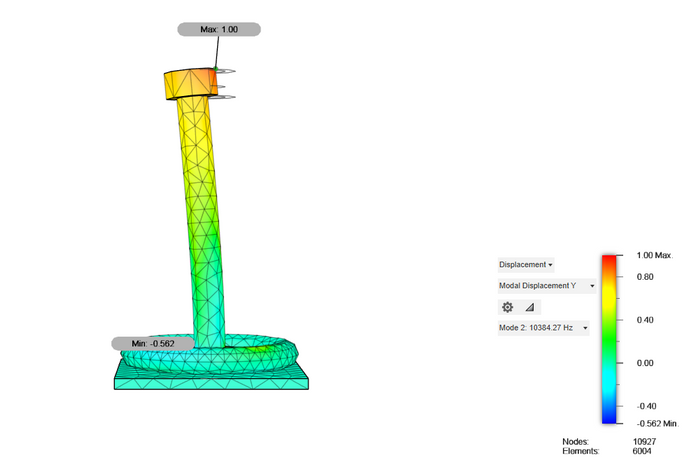 Max: 1.00
Min: -0.562
Displacement
Modal Displacement Y
Mode 2: 10384.27 Hz
1.00 Max.
0.80
0.40
0.00
-0.40
-0.562 Min.
Nodes: 10927
Elements: 6004